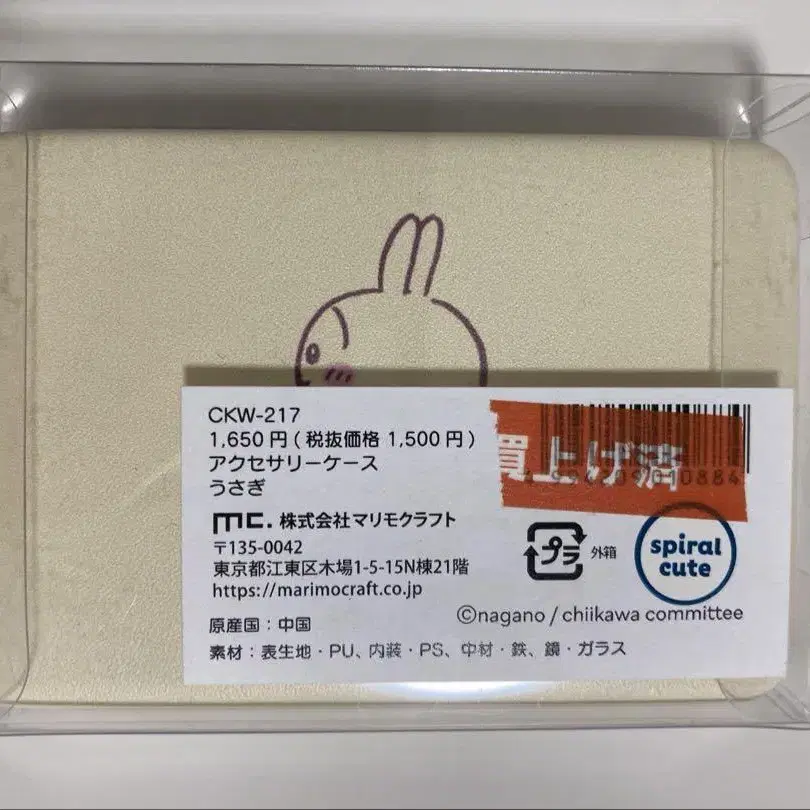 CKW-217
1,650円(税抜価格 1,500円)
アクセサリーケース
うさぎ
mc. 株式会社マリモクラフト
〒135-0042
東京都江東区木場1-5-15N棟21階
https://marimocraft.co.jp
原産国:中国
素材:表生地・PU、内装・PS、中材・鉄、鏡・ガラス
買上げ済
プラ 外箱
spiral
cute
©nagano / chiikawa committee